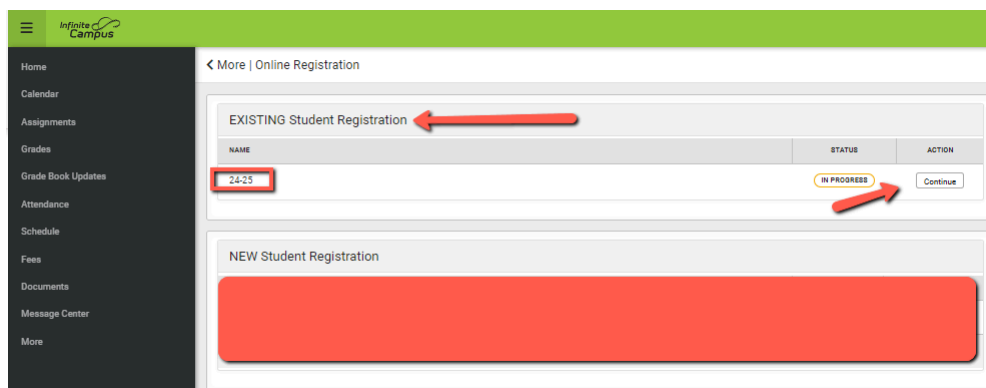 Infinite
Campus
Home
Calendar
Assignments
Grades
Grade Book Updates
Attendance
Schedule
Fees
Documents
Message Center
More
More | Online Registration
EXISTING Student Registration
NAME STATUS ACTION
24-25 IN PROGRESS Continue
NEW Student Registration